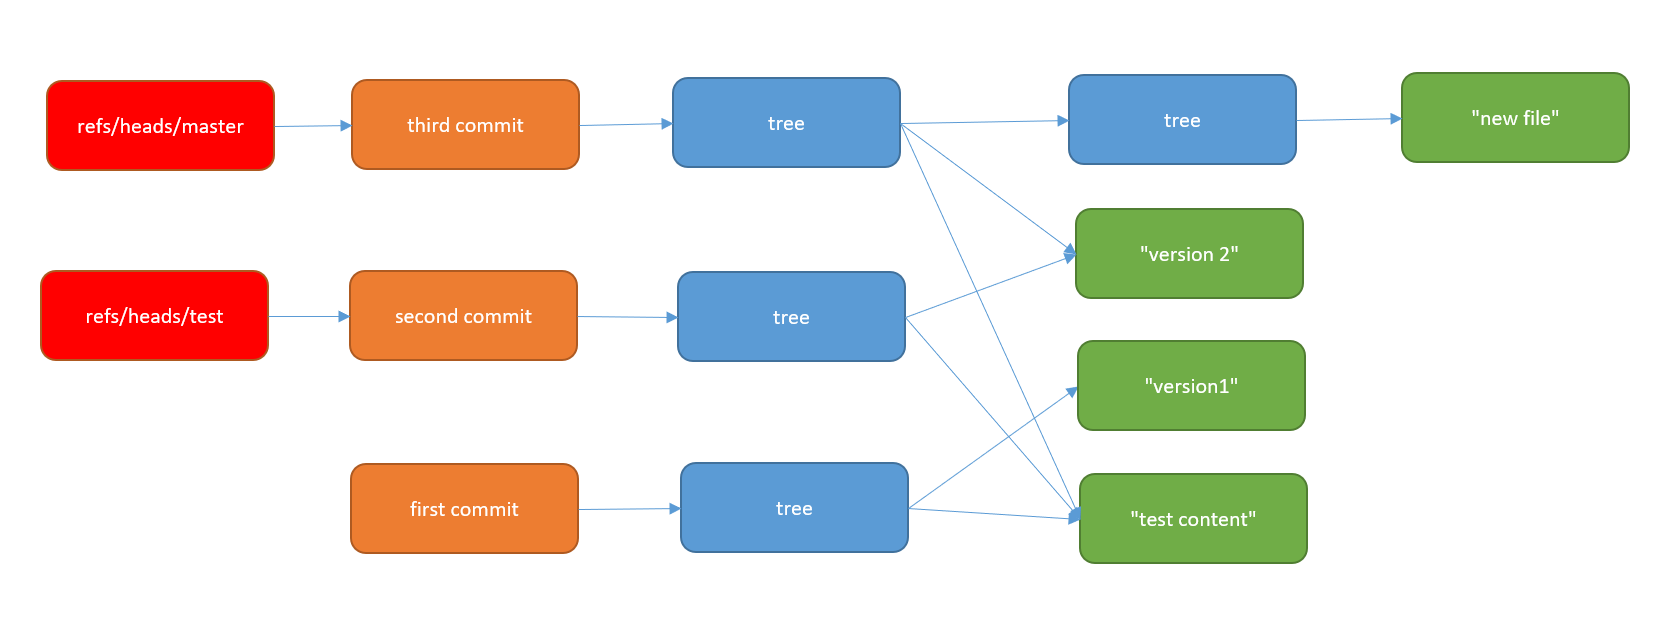 refs/heads/master
third commit
tree
tree
"new file"
"version 2"
refs/heads/test
second commit
tree
"version1"
first commit
tree
"test content"